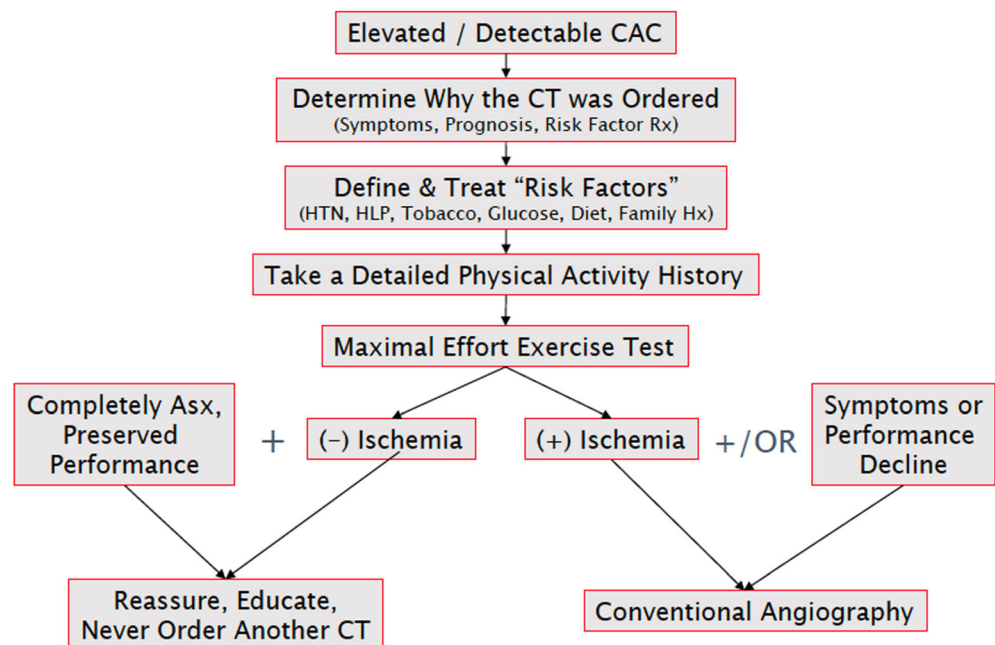 Elevated / Detectable CAC
Determine Why the CT was Ordered
(Symptoms, Prognosis, Risk Factor Rx)
Define & Treat “Risk Factors”
(HTN, HLP, Tobacco, Glucose, Diet, Family Hx)
Take a Detailed Physical Activity History
Maximal Effort Exercise Test
Completely Asx,
Preserved
Performance
+
(–) Ischemia
(+) Ischemia
+/OR
Symptoms or
Performance
Decline
Reassure, Educate,
Never Order Another CT
Conventional Angiography